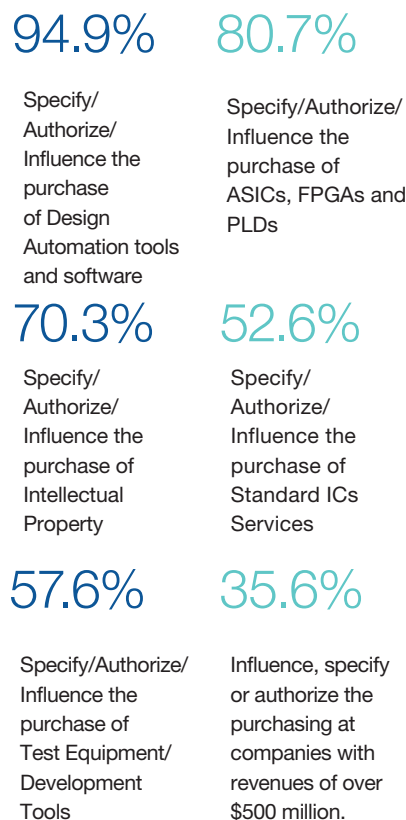 94.9%
Specify/
Authorize/
Influence the
purchase
of Design
Automation tools
and software
80.7%
Specify/Authorize/
Influence the
purchase of
ASICs, FPGAs and
PLDs
70.3%
Specify/
Authorize/
Influence the
purchase of
Intellectual
Property
52.6%
Specify/
Authorize/
Influence the
purchase of
Standard ICs
Services
57.6%
Specify/Authorize/
Influence the
purchase of
Test Equipment/
Development
Tools
35.6%
Influence, specify
or authorize the
purchasing at
companies with
revenues of over
$500 million.